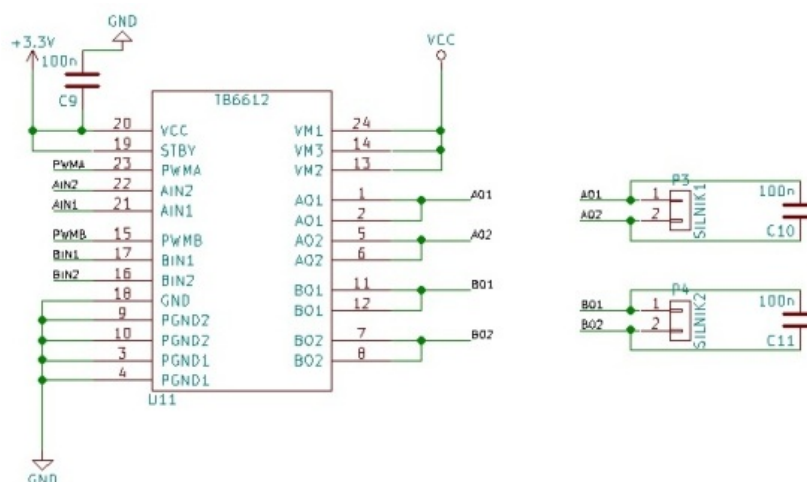 GND
+3.3V
100n
C9
VCC
TB6612
20 VCC
19 STBY
PWMA 23 PWMA
AIN2 22 AIN2
AIN1 21 AIN1
PWMB 15 PWMB
BIN1 17 BIN1
BIN2 16 BIN2
18 GND
9 PGND2
10 PGND2
3 PGND1
4 PGND1
U11
GND
VM1 24
VM3 14
VM2 13
AO1 1 AO1
AO1 2
AO2 5 AO2
AO2 6
BO1 11 BO1
BO1 12
BO2 7 BO2
BO2 8
P3
AO1 1
AO2 2
SILNIK1
100n
C10
P4
BO1 1
BO2 2
SILNIK2
100n
C11